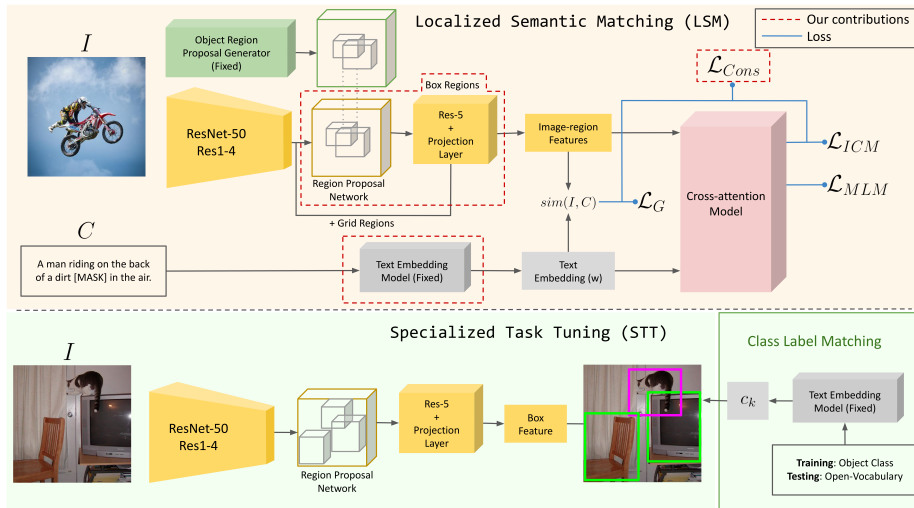 Localized Semantic Matching (LSM)
Our contributions
Loss
I
Object Region
Proposal Generator
(Fixed)
ResNet-50
Res1-4
Box Regions
Region Proposal
Network
Res-5
+
Projection
Layer
+ Grid Regions
Image-region
Features
sim(I, C)
ℒ_G
ℒ_Cons
ℒ_ICM
ℒ_MLM
Cross-attention
Model
C
A man riding on the back
of a dirt [MASK] in the air.
Text Embedding
Model (Fixed)
Text
Embedding (w)
Specialized Task Tuning (STT)
I
ResNet-50
Res1-4
Region Proposal
Network
Res-5
+
Projection
Layer
Box
Feature
Class Label Matching
c_k
Text Embedding
Model (Fixed)
Training: Object Class
Testing: Open-Vocabulary